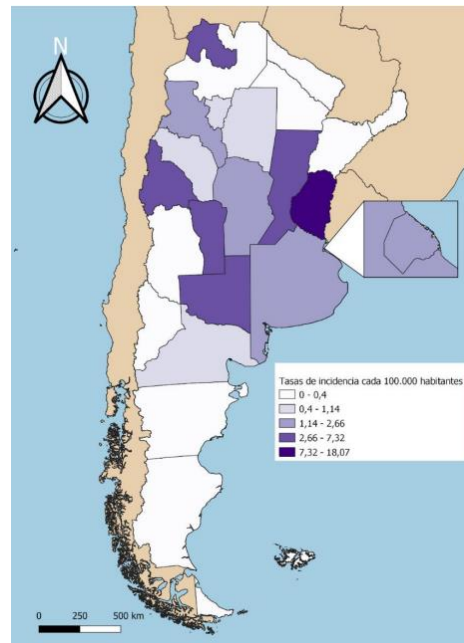 N
Tasas de incidencia cada 100.000 habitantes
0 - 0,4
0,4 - 1,14
1,14 - 2,66
2,66 - 7,32
7,32 - 18,07
0 250 500 km